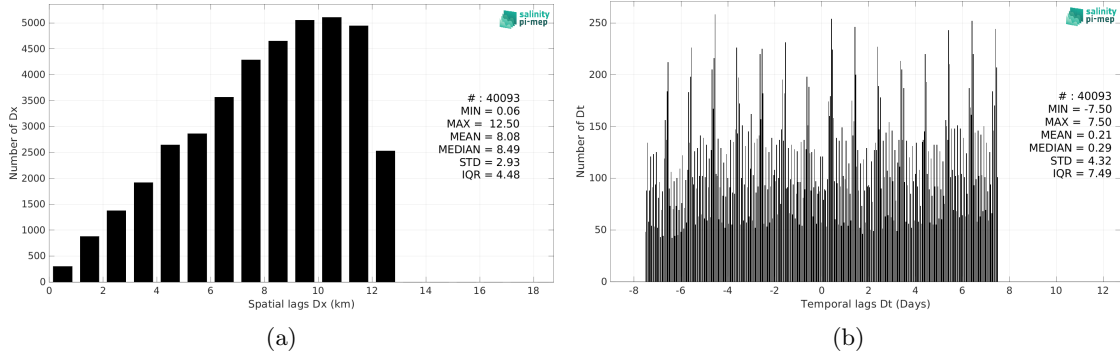 salinity
pi-mep
5000
4500
4000
3500
3000
2500
2000
1500
1000
500
0
Number of Dx
# : 40093
MIN = 0.06
MAX = 12.50
MEAN = 8.08
MEDIAN = 8.49
STD = 2.93
IQR = 4.48
0 2 4 6 8 10 12 14 16 18
Spatial lags Dx (km)
(a)
salinity
pi-mep
250
200
150
100
50
0
Number of Dt
# : 40093
MIN = -7.50
MAX = 7.50
MEAN = 0.21
MEDIAN = 0.29
STD = 4.32
IQR = 7.49
-8 -6 -4 -2 0 2 4 6 8 10 12
Temporal lags Dt (Days)
(b)